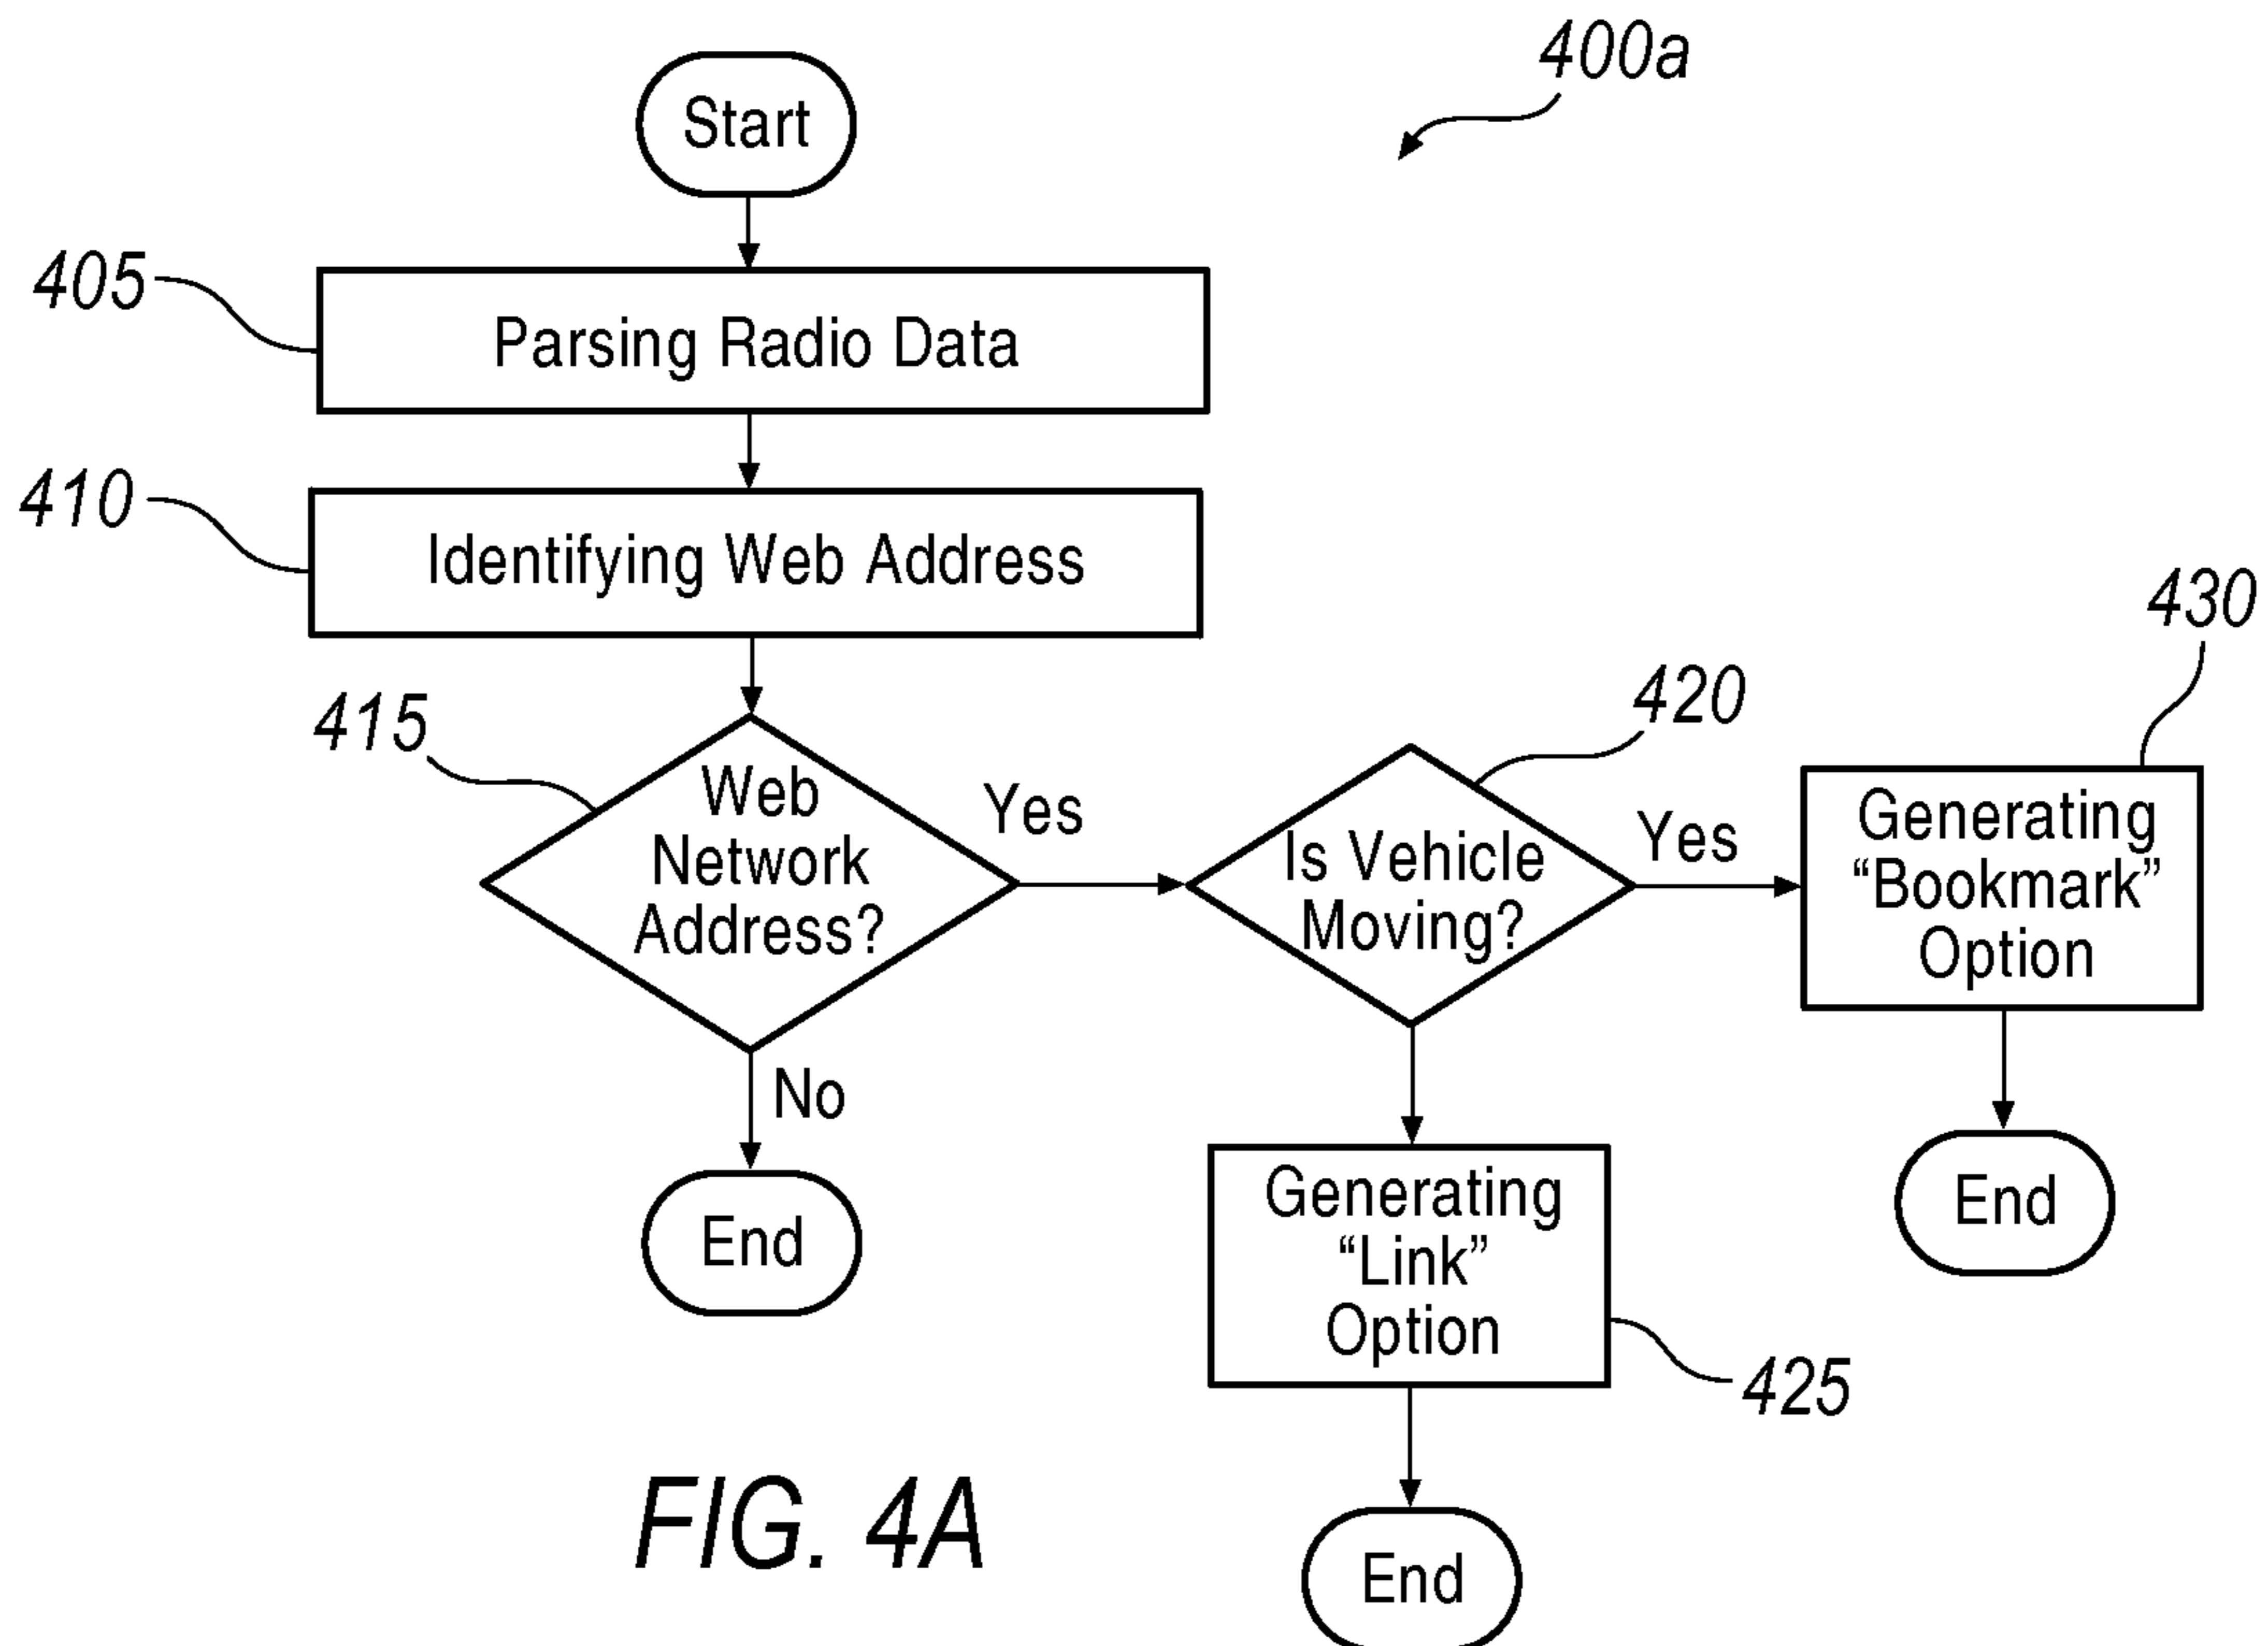 400a
Start
405
Parsing Radio Data
410
Identifying Web Address
430
420
415
Web
Network
Address?
Yes
Is Vehicle
Moving?
Yes
Generating
“Bookmark”
Option
No
End
Generating
“Link”
Option
End
425
FIG. 4A
End